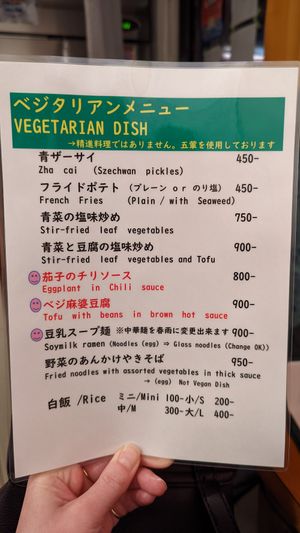 ベジタリアンメニュー
VEGETARIAN DISH
→精進料理ではありません。五葷を使用しております
青ザーサイ 450-
Zha cai (Szechwan pickles)
フライドポテト (プレーン or のり塩) 450-
French Fries (Plain / with Seaweed)
青菜の塩味炒め 750-
Stir-fried leaf vegetables
青菜と豆腐の塩味炒め 900-
Stir-fried leaf vegetables and Tofu
茄子のチリソース 800-
Eggplant in Chili sauce
ベジ麻婆豆腐 900-
Tofu with beans in brown hot sauce
豆乳スープ麺 ※中華麺を春雨に変更出来ます 900-
Soymilk ramen (Noodles (egg) ⇒ Glass noodles (Change OK))
野菜のあんかけやきそば 950-
Fried noodles with assorted vegetables in thick sauce
→ (egg) Not Vegan Dish
白飯 /Rice ミニ/Mini 100- 小/S 200-
中/M 300- 大/L 400-